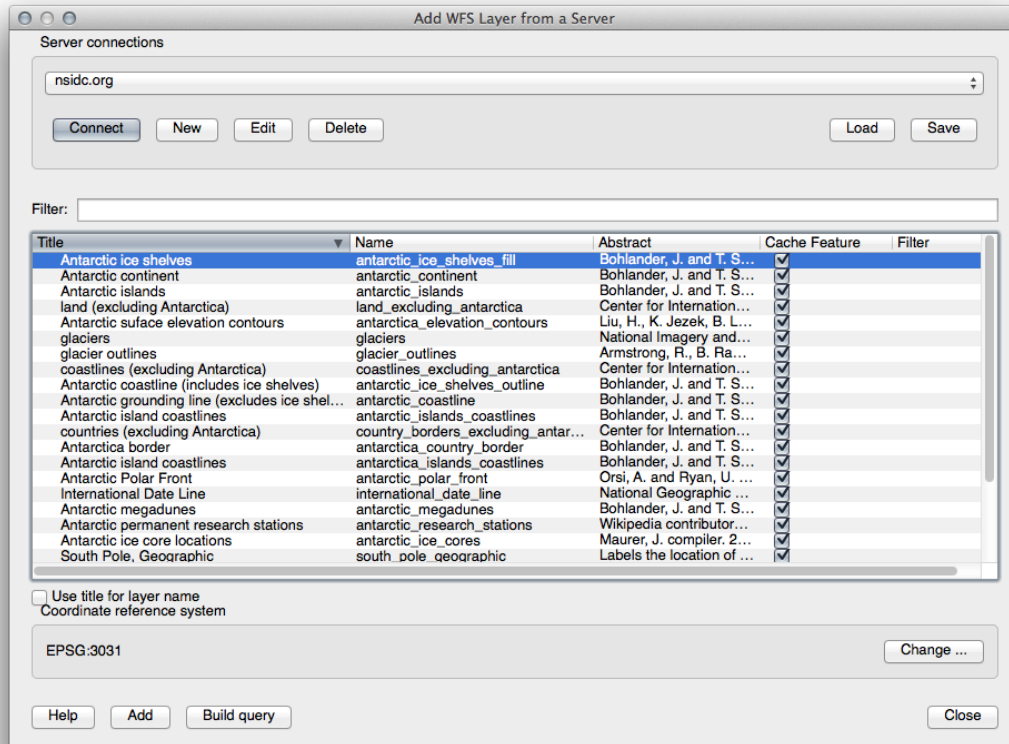 Add WFS Layer from a Server
Server connections
nsidc.org
Connect New Edit Delete Load Save
Filter:
Title Name Abstract Cache Feature Filter
Antarctic ice shelves antarctic_ice_shelves_fill Bohlander, J. and T. S...
Antarctic continent antarctic_continent Bohlander, J. and T. S...
Antarctic islands antarctic_islands Bohlander, J. and T. S...
land (excluding Antarctica) land_excluding_antarctica Center for Internation...
Antarctic suface elevation contours antarctica_elevation_contours Liu, H., K. Jezek, B. L...
glaciers glaciers National Imagery and...
glacier outlines glacier_outlines Armstrong, R., B. Ra...
coastlines (excluding Antarctica) coastlines_excluding_antarctica Center for Internation...
Antarctic coastline (includes ice shelves) antarctic_ice_shelves_outline Bohlander, J. and T. S...
Antarctic grounding line (excludes ice shel... antarctic_coastline Bohlander, J. and T. S...
Antarctic island coastlines antarctic_islands_coastlines Bohlander, J. and T. S...
countries (excluding Antarctica) country_borders_excluding_antar... Center for Internation...
Antarctica border antarctica_country_border Bohlander, J. and T. S...
Antarctic island coastlines antarctica_islands_coastlines Bohlander, J. and T. S...
Antarctic Polar Front antarctic_polar_front Orsi, A. and Ryan, U. ...
International Date Line international_date_line National Geographic ...
Antarctic megadunes antarctic_megadunes Bohlander, J. and T. S...
Antarctic permanent research stations antarctic_research_stations Wikipedia contributor...
Antarctic ice core locations antarctic_ice_cores Maurer, J. compiler. 2...
South Pole, Geographic south_pole_geographic Labels the location of ...
Use title for layer name
Coordinate reference system
EPSG:3031 Change ...
Help Add Build query Close